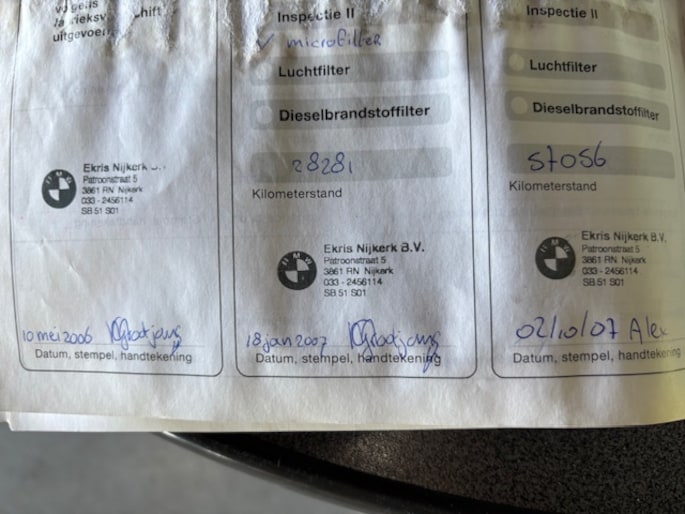 uitgevoerd
Ekris Nijkerk
Patroonstraat 5
3861 RN Nijkerk
033 - 2456114
SB 51 S01
10 mei 2006
Datum, stempel, handtekening
Inspectie II
✓ microfilter
Luchtfilter
Dieselbrandstoffilter
28281
Kilometerstand
BMW
Ekris Nijkerk B.V.
Patroonstraat 5
3861 RN Nijkerk
033 - 2456114
SB 51 S01
18 jan 2007
Datum, stempel, handtekening
Inspectie II
Luchtfilter
Dieselbrandstoffilter
57056
Kilometerstand
Ekris Nijkerk B.V.
Patroonstraat 5
3861 RN Nijkerk
033 - 2456114
SB 51 S01
02/10/07 Alex
Datum, stempel, handtekening